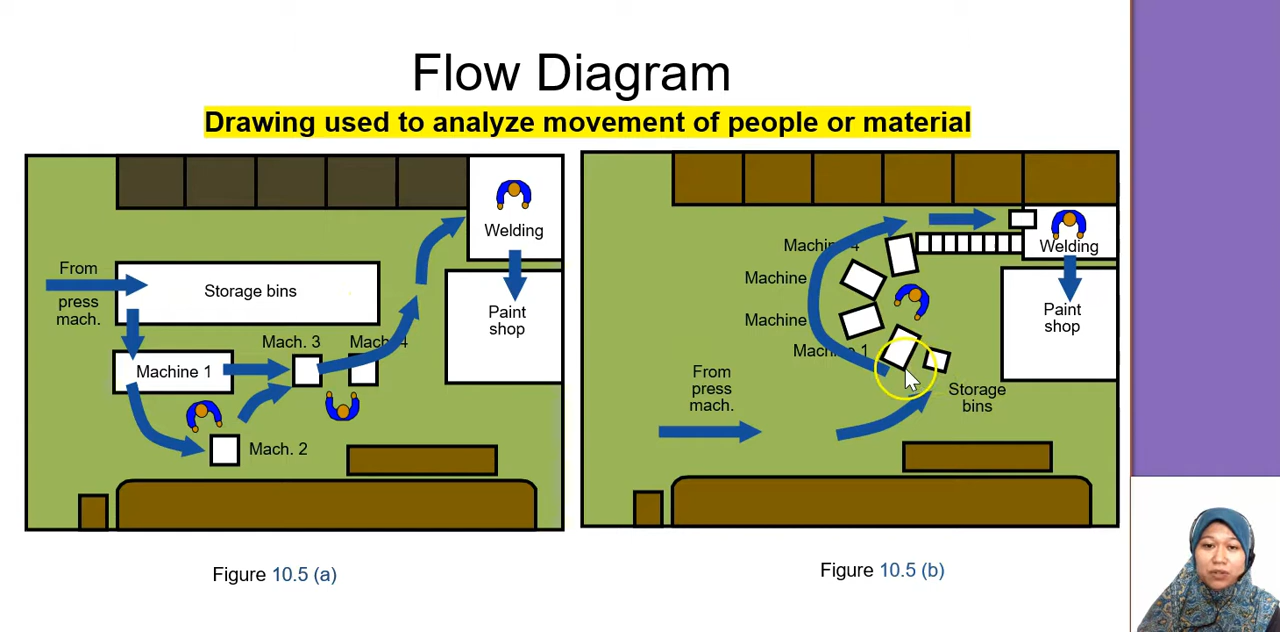 Flow Diagram
Drawing used to analyze movement of people or material
From
press
mach.
Storage bins
Machine 1
Mach. 2
Mach. 3
Mach. 4
Welding
Paint
shop
Figure 10.5 (a)
Machine 4
Machine
Machine
Machine 1
From
press
mach.
Storage
bins
Welding
Paint
shop
Figure 10.5 (b)